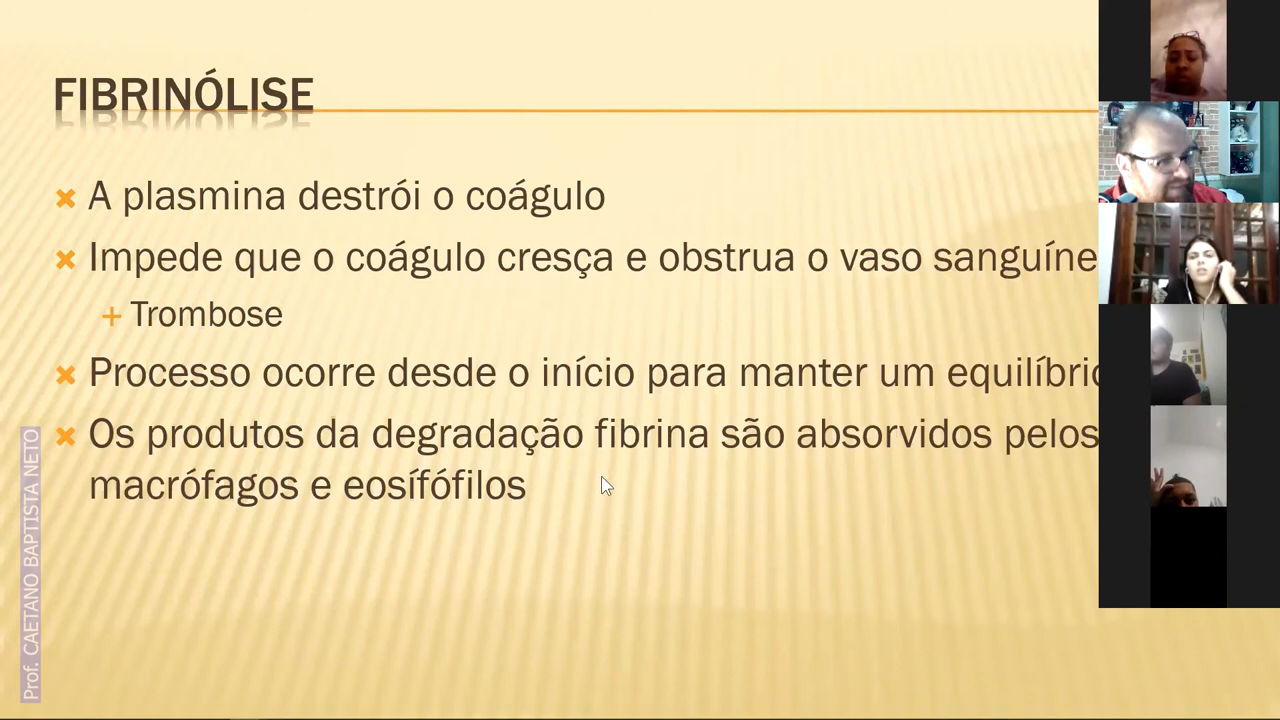 FIBRINÓLISE
A plasmina destrói o coágulo
Impede que o coágulo cresça e obstrua o vaso sanguíne
Trombose
Processo ocorre desde o início para manter um equilíbrio
Os produtos da degradação fibrina são absorvidos pelos
macrófagos e eosífófilos
Prof. CAETANO BAPTISTA NETO